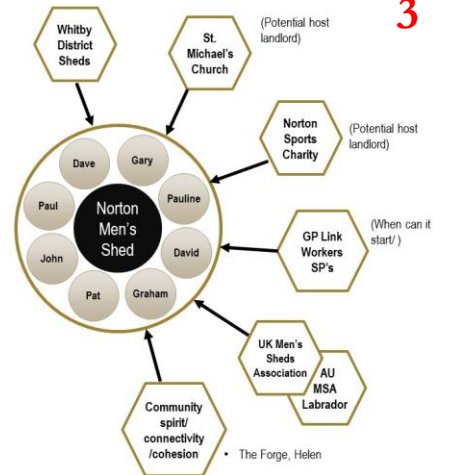 3
Whitby
District
Sheds
St.
Michael's
Church
(Potential host
landlord)
Norton
Sports
Charity
(Potential host
landlord)
Dave
Gary
Paul
Pauline
Norton
Men's
Shed
John
David
Pat
Graham
GP Link
Workers
SP's
(When can it
start/ )
UK Men's
Sheds
Association
AU
MSA
Labrador
Community
spirit/
connectivity
/cohesion
• The Forge, Helen